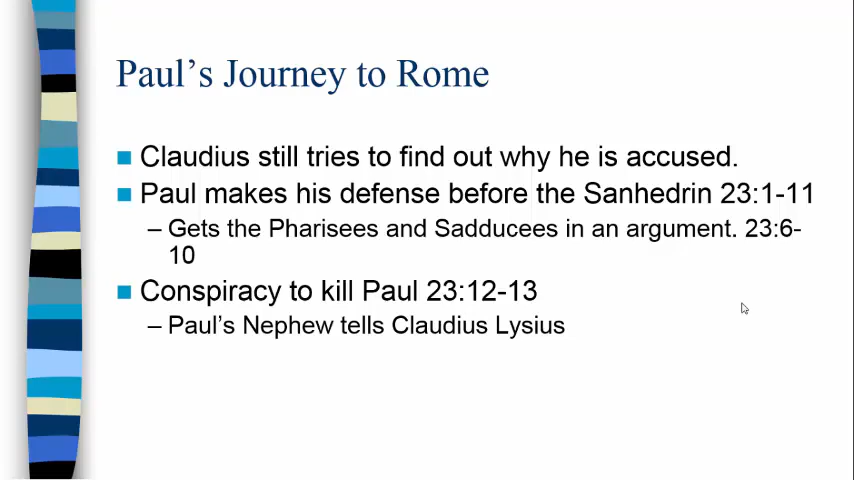 Paul's Journey to Rome
Claudius still tries to find out why he is accused.
Paul makes his defense before the Sanhedrin 23:1-11
– Gets the Pharisees and Sadducees in an argument. 23:6-
10
Conspiracy to kill Paul 23:12-13
– Paul's Nephew tells Claudius Lysius